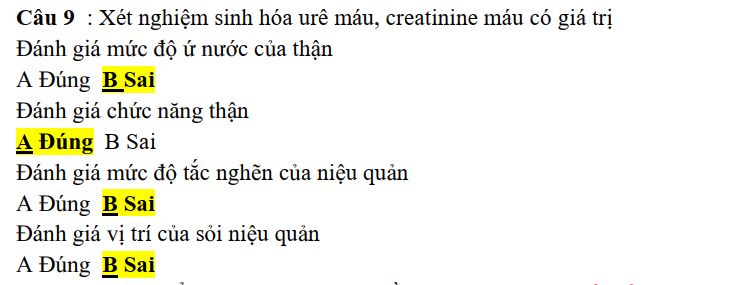 Câu 9 : Xét nghiệm sinh hóa urê máu, creatinine máu có giá trị
Đánh giá mức độ ứ nước của thận
A Đúng B Sai
Đánh giá chức năng thận
A Đúng B Sai
Đánh giá mức độ tắc nghẽn của niệu quản
A Đúng B Sai
Đánh giá vị trí của sỏi niệu quản
A Đúng B Sai